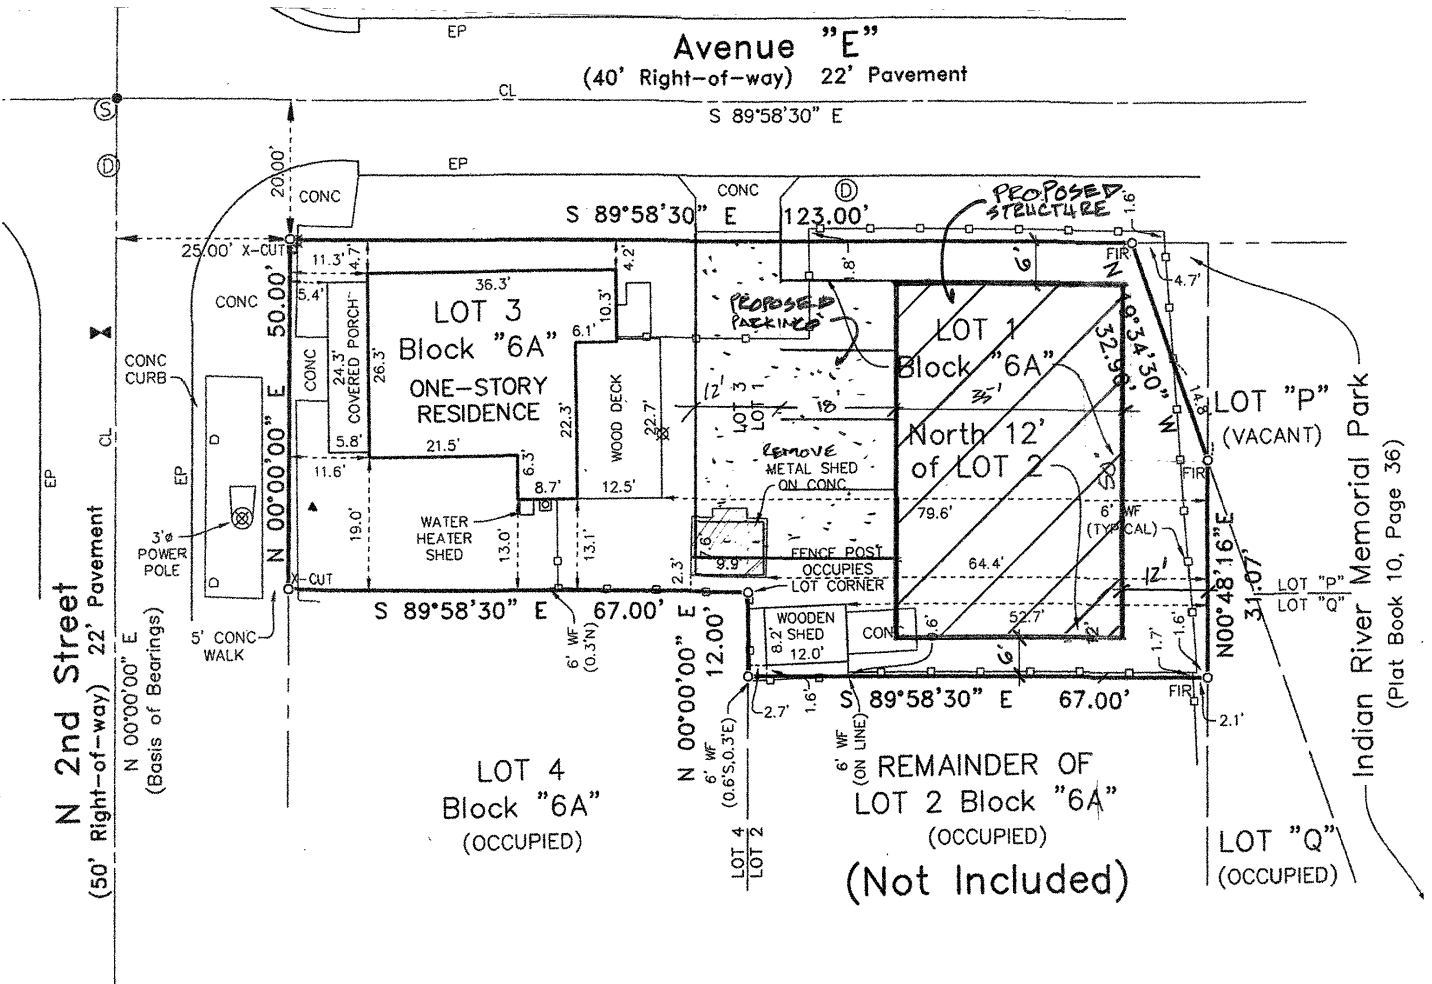 EP
Avenue "E"
(40' Right-of-way) 22' Pavement
CL
S 89°58'30" E
S
D
EP
20.00'
CONC
CONC
D
PROPOSED
STRUCTURE
1.6'
S 89°58'30" E 123.00'
25.00' X-CUT
11.3'
4.7'
4.2'
1.8'
6'
FIR
4.7'
5.4'
36.3'
10.3'
CONC
50.00'
LOT 3
Block "6A"
ONE-STORY
RESIDENCE
6.1'
PROPOSED
PARKING
LOT 1
Block "6A"
N 19°34'30" W
32.96'
14.8'
CONC
CURB
CONC
24.3'
COVERED PORCH
26.3'
WOOD DECK
22.7'
22.3'
12'
LOT 3
LOT 1
18'
35'
LOT "P"
(VACANT)
5.8'
21.5'
North 12'
of LOT 2
11.6'
6.3'
8.7'
12.5'
REMOVE
METAL SHED
ON CONC
FIR
CL
EP
EP
N 00°00'00" E
79.6'
6' WF
(TYPICAL)
3'ø
POWER
POLE
19.0'
WATER
HEATER
SHED
13.0'
13.1'
7.6'
9.9'
2.3'
FENCE POST
OCCUPIES
LOT CORNER
64.4'
12'
N00°48'16"E
31.07'
LOT "P"
LOT "Q"
Indian River Memorial Park
(Plat Book 10, Page 36)
X-CUT
S 89°58'30" E 67.00'
5' CONC
WALK
6' WF
(0.3'N)
N 00°00'00" E
12.00'
WOODEN
SHED
8.2'
12.0'
CONC
6.6'
52.7'
12'
6'
1.7'
1.6'
2.7'
1.6'
S 89°58'30" E 67.00'
FIR
2.1'
N 2nd Street
(50' Right-of-way) 22' Pavement
N 00°00'00" E
(Basis of Bearings)
6' WF
(0.6'S,0.3'E)
6' WF
(ON LINE)
LOT 4
Block "6A"
(OCCUPIED)
REMAINDER OF
LOT 2 Block "6A"
(OCCUPIED)
(Not Included)
LOT 4
LOT 2
LOT "Q"
(OCCUPIED)